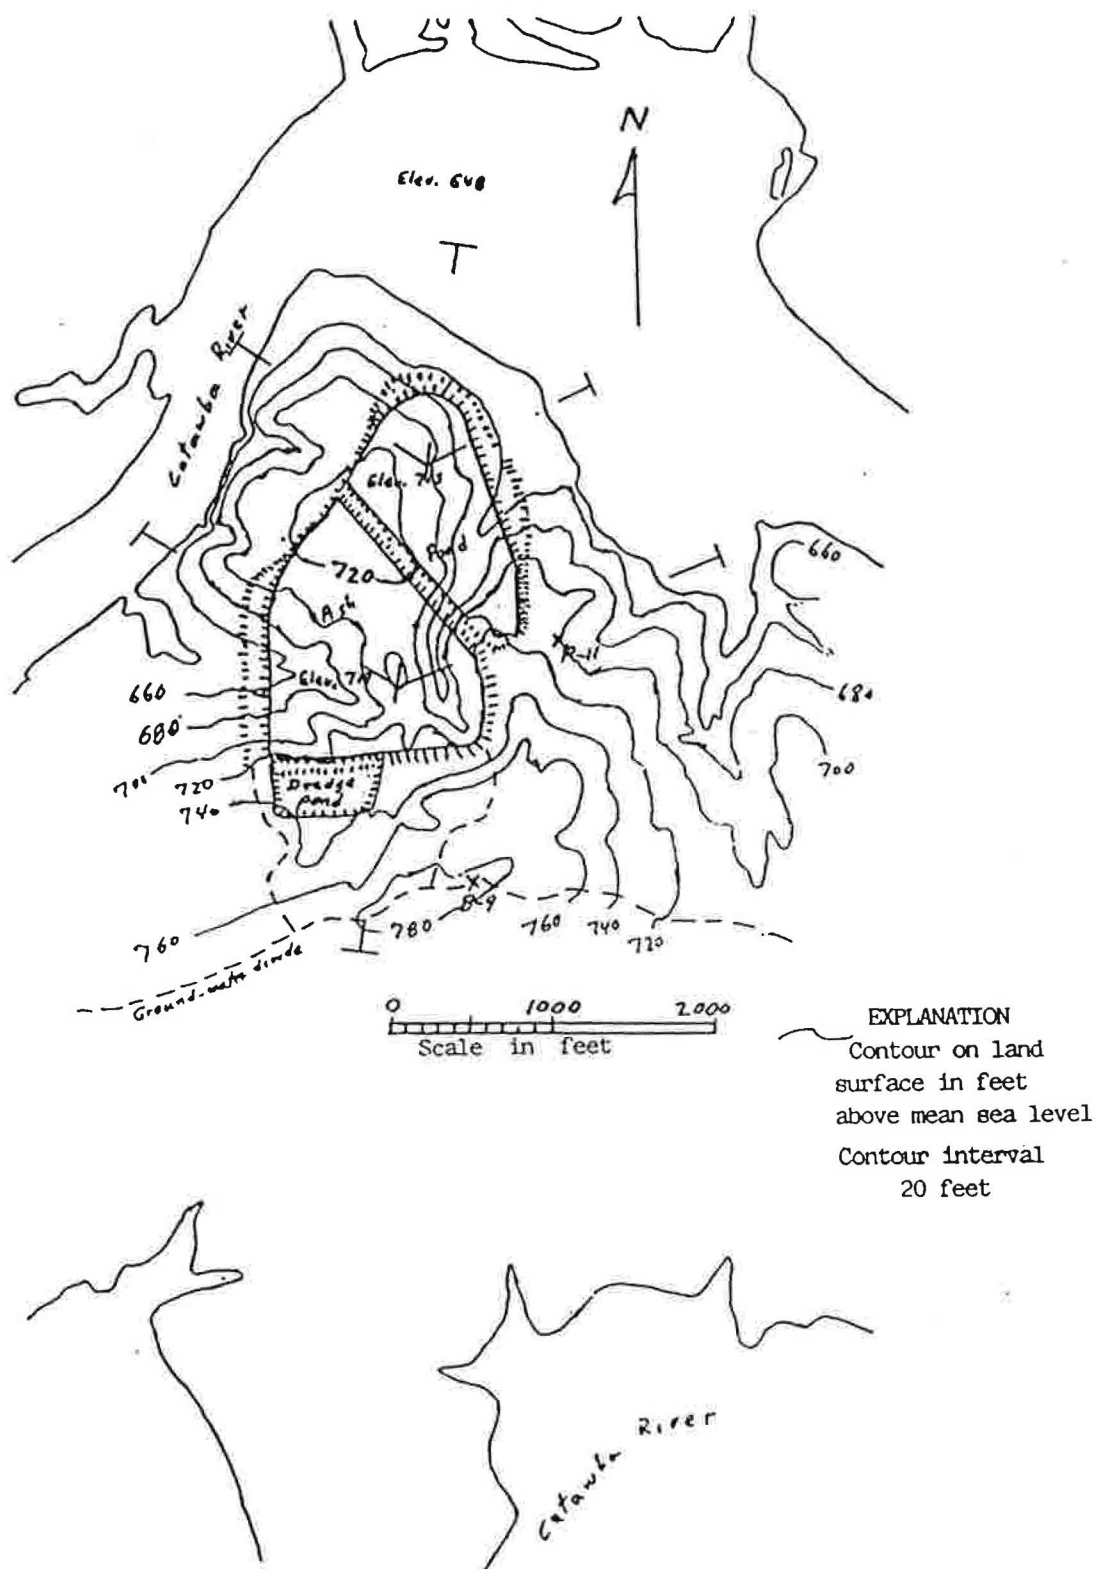 N
Elev. 648
Catawba River
Elev. 713
Pond
720
Ash
660
R-11
660
Elev. 719
680
680
700
700
720
740
Dredge
Pond
B-9
760
780
760
740
720
Ground-water divide
0 1000 2000
Scale in feet
EXPLANATION
Contour on land
surface in feet
above mean sea level
Contour interval
20 feet
Catawba River